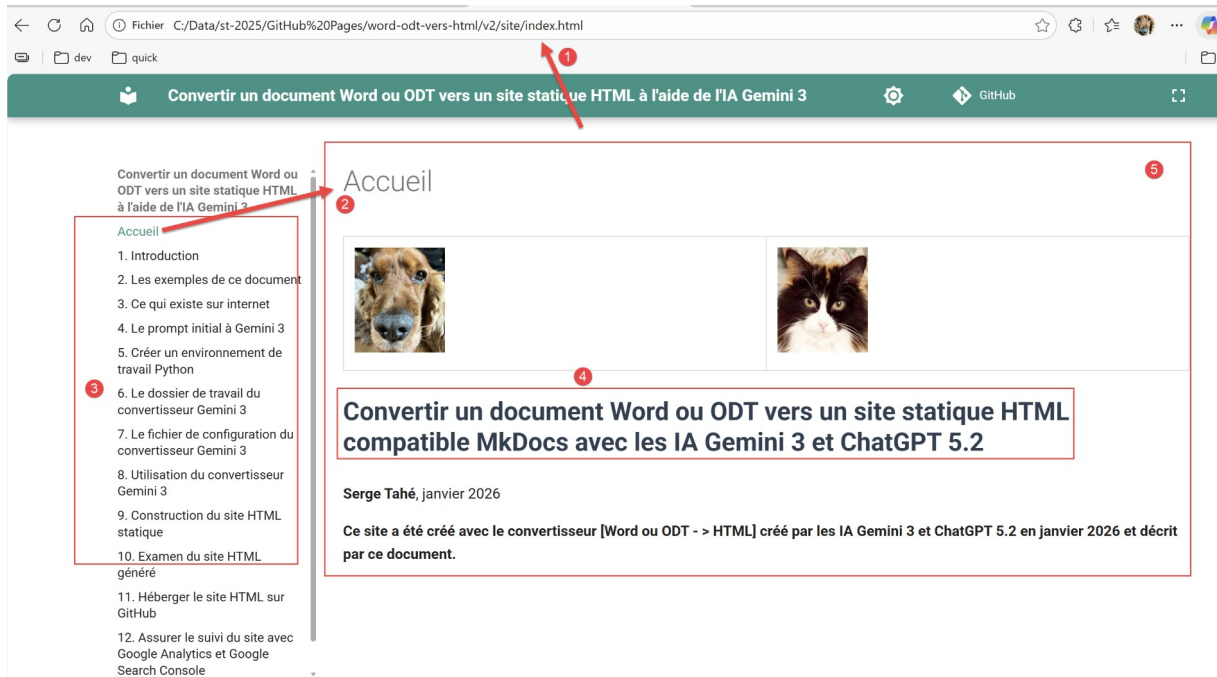 Fichier C:/Data/st-2025/GitHub%20Pages/word-odt-vers-html/v2/site/index.html
dev quick
1
Convertir un document Word ou ODT vers un site statique HTML à l'aide de l'IA Gemini 3 GitHub
Convertir un document Word ou
ODT vers un site statique HTML
à l'aide de l'IA Gemini 3
Accueil
1. Introduction
2. Les exemples de ce document
3. Ce qui existe sur internet
4. Le prompt initial à Gemini 3
5. Créer un environnement de
travail Python
3
6. Le dossier de travail du
convertisseur Gemini 3
7. Le fichier de configuration du
convertisseur Gemini 3
8. Utilisation du convertisseur
Gemini 3
9. Construction du site HTML
statique
10. Examen du site HTML
généré
11. Héberger le site HTML sur
GitHub
12. Assurer le suivi du site avec
Google Analytics et Google
Search Console
Accueil
5
2
4
Convertir un document Word ou ODT vers un site statique HTML
compatible MkDocs avec les IA Gemini 3 et ChatGPT 5.2
Serge Tahé, janvier 2026
Ce site a été créé avec le convertisseur [Word ou ODT - > HTML] créé par les IA Gemini 3 et ChatGPT 5.2 en janvier 2026 et décrit
par ce document.